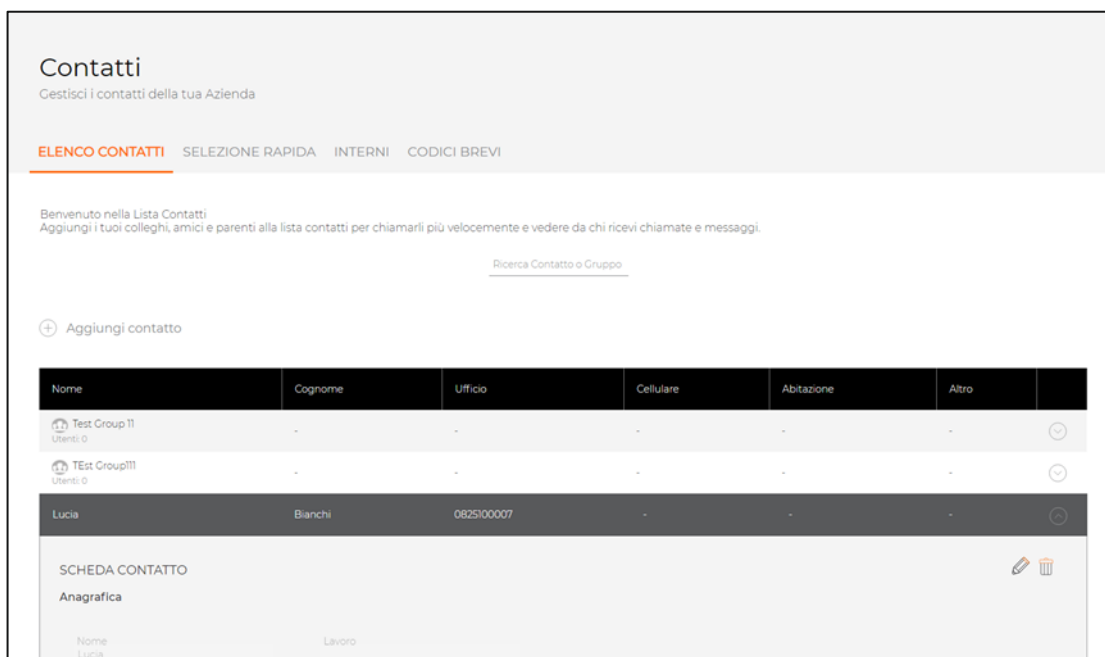 Contatti
Gestisci i contatti della tua Azienda
ELENCO CONTATTI SELEZIONE RAPIDA INTERNI CODICI BREVI
Benvenuto nella Lista Contatti
Aggiungi i tuoi colleghi, amici e parenti alla lista contatti per chiamarli più velocemente e vedere da chi ricevi chiamate e messaggi.
Ricerca Contatto o Gruppo
Aggiungi contatto
Nome Cognome Ufficio Cellulare Abitazione Altro
Test Group 11 - - - - -
Utenti: 0
TEst Group111 - - - - -
Utenti: 0
Lucia Bianchi 0825100007 - - -
SCHEDA CONTATTO
Anagrafica
Nome Lavoro
Lucia